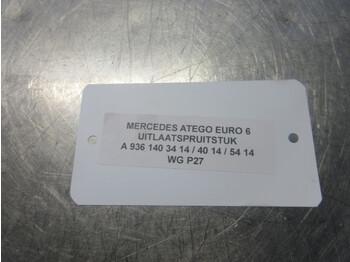 MERCEDES ATEGO EURO 6
UITLAATSPRUITSTUK
A 936 140 34 14 / 40 14 / 54 14
WG P27